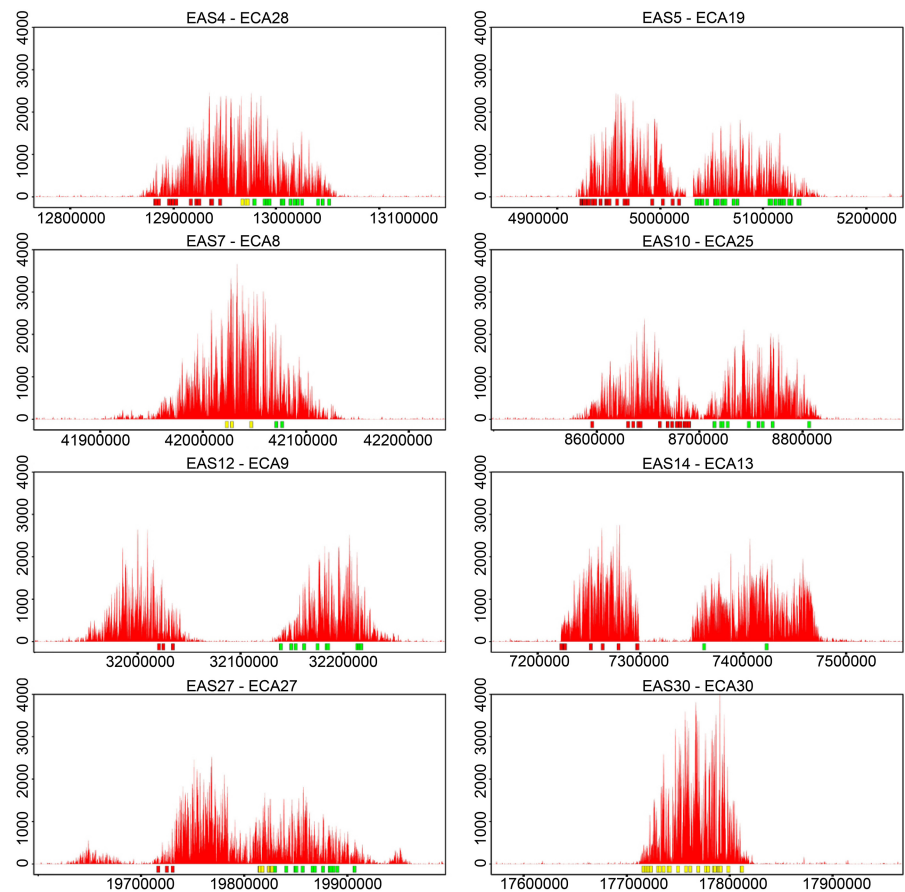 EAS4 - ECA28
EAS5 - ECA19
0 1000 2000 3000 4000
0 1000 2000 3000 4000
12800000 12900000 13000000 13100000
4900000 5000000 5100000 5200000
EAS7 - ECA8
EAS10 - ECA25
0 1000 2000 3000 4000
0 1000 2000 3000 4000
41900000 42000000 42100000 42200000
8600000 8700000 8800000
EAS12 - ECA9
EAS14 - ECA13
0 1000 2000 3000 4000
0 1000 2000 3000 4000
32000000 32100000 32200000
7200000 7300000 7400000 7500000
EAS27 - ECA27
EAS30 - ECA30
0 1000 2000 3000 4000
0 1000 2000 3000 4000
19700000 19800000 19900000
17600000 17700000 17800000 17900000